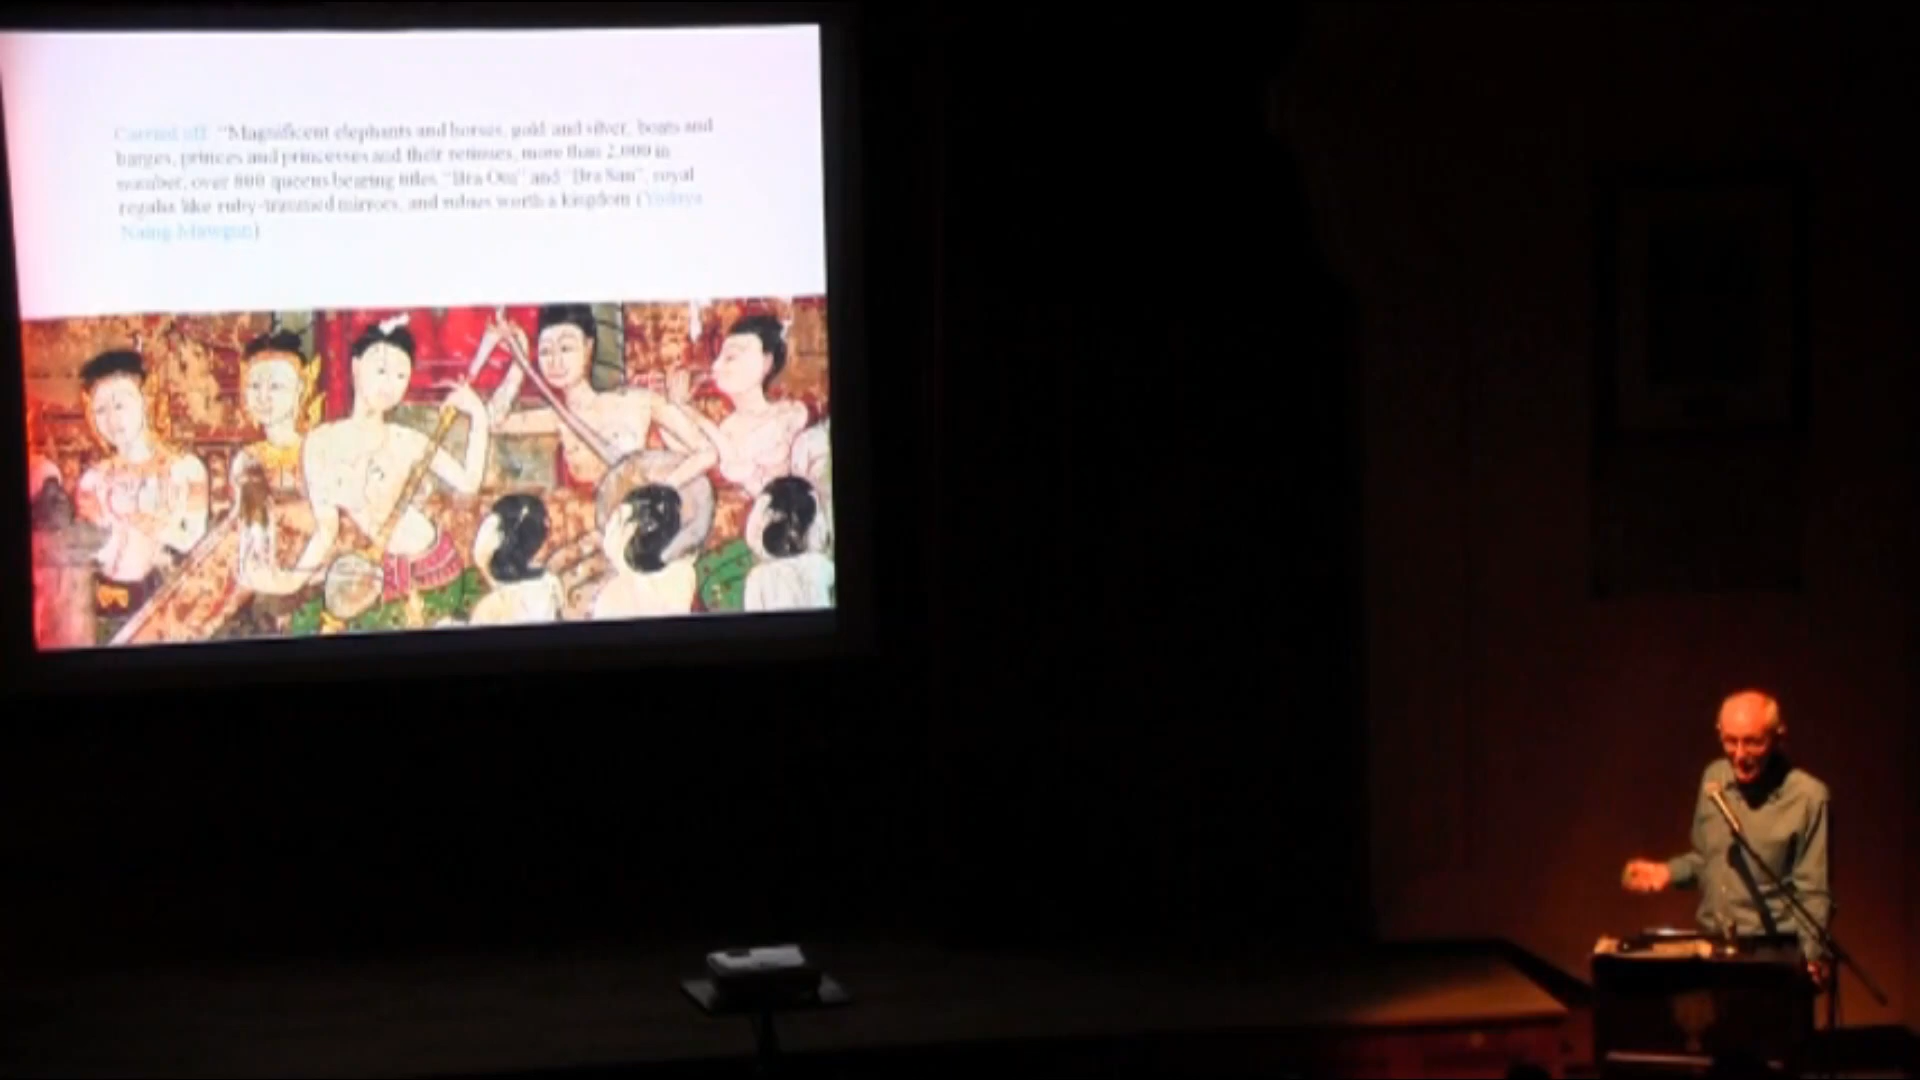 Carried off: "Magnificent elephants and horses, gold and silver, boats and
barges, princes and princesses and their retinues, more than 2,000 in
number, over 800 queens bearing titles "Bra Om" and "Bra San", royal
regalia like ruby-trimmed mirrors, and rubies worth a kingdom (Yodaya
Naing Mawgun)